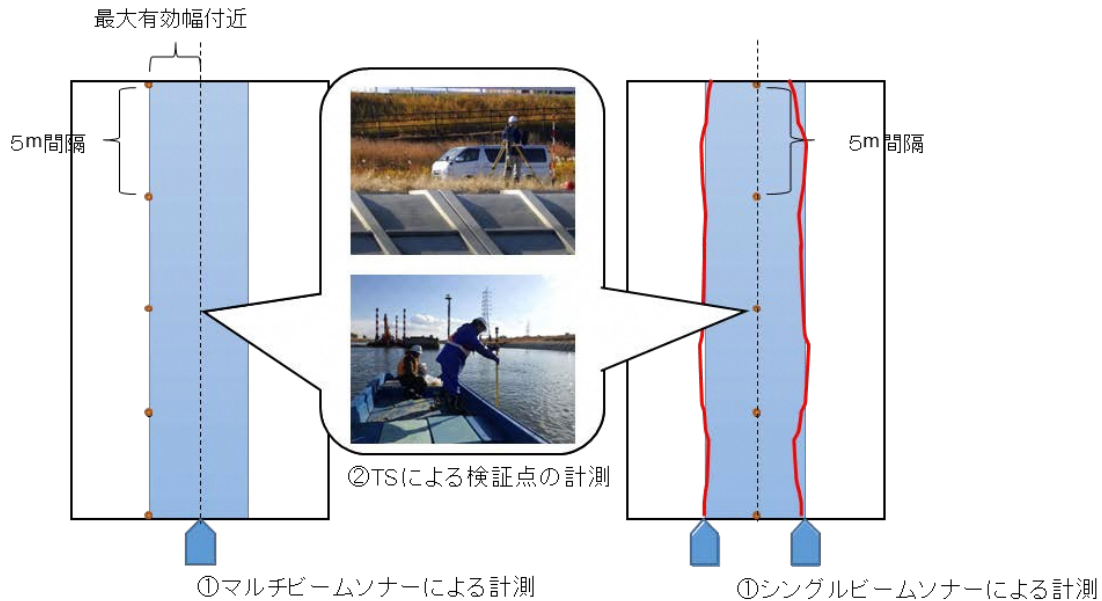 最大有効幅付近
5m間隔
5m間隔
②TSによる検証点の計測
①マルチビームソナーによる計測
①シングルビームソナーによる計測